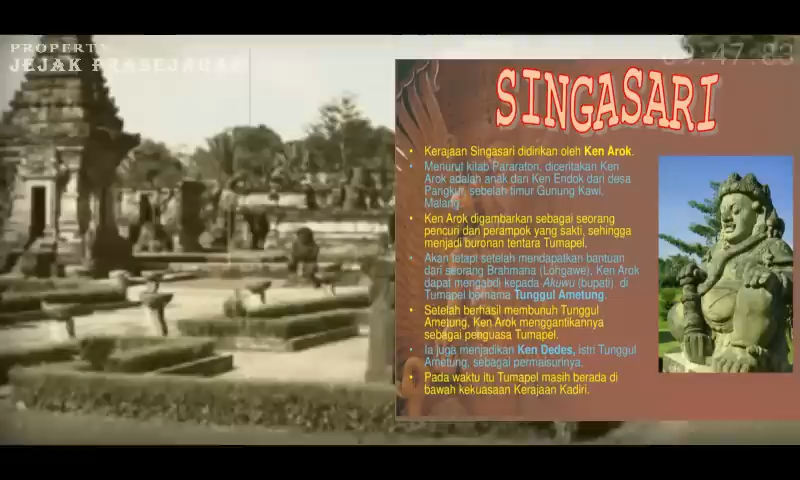 PROPERTY
JEJAK PRASEJARAH
09:47:83
SINGASARI
Kerajaan Singasari didirikan oleh Ken Arok.
Menurut kitab Pararaton, diceritakan Ken
Arok adalah anak dari Ken Endok dari desa
Pangkur, sebelah timur Gunung Kawi,
Malang.
Ken Arok digambarkan sebagai seorang
pencuri dan perampok yang sakti, sehingga
menjadi buronan tentara Tumapel.
Akan tetapi setelah mendapatkan bantuan
dari seorang Brahmana (Lohgawe), Ken Arok
dapat mengabdi kepada Akuwu (bupati) di
Tumapel bernama Tunggul Ametung.
Setelah berhasil membunuh Tunggul
Ametung, Ken Arok menggantikannya
sebagai penguasa Tumapel.
Ia juga menjadikan Ken Dedes, istri Tunggul
Ametung, sebagai permaisurinya.
Pada waktu itu Tumapel masih berada di
bawah kekuasaan Kerajaan Kadiri.